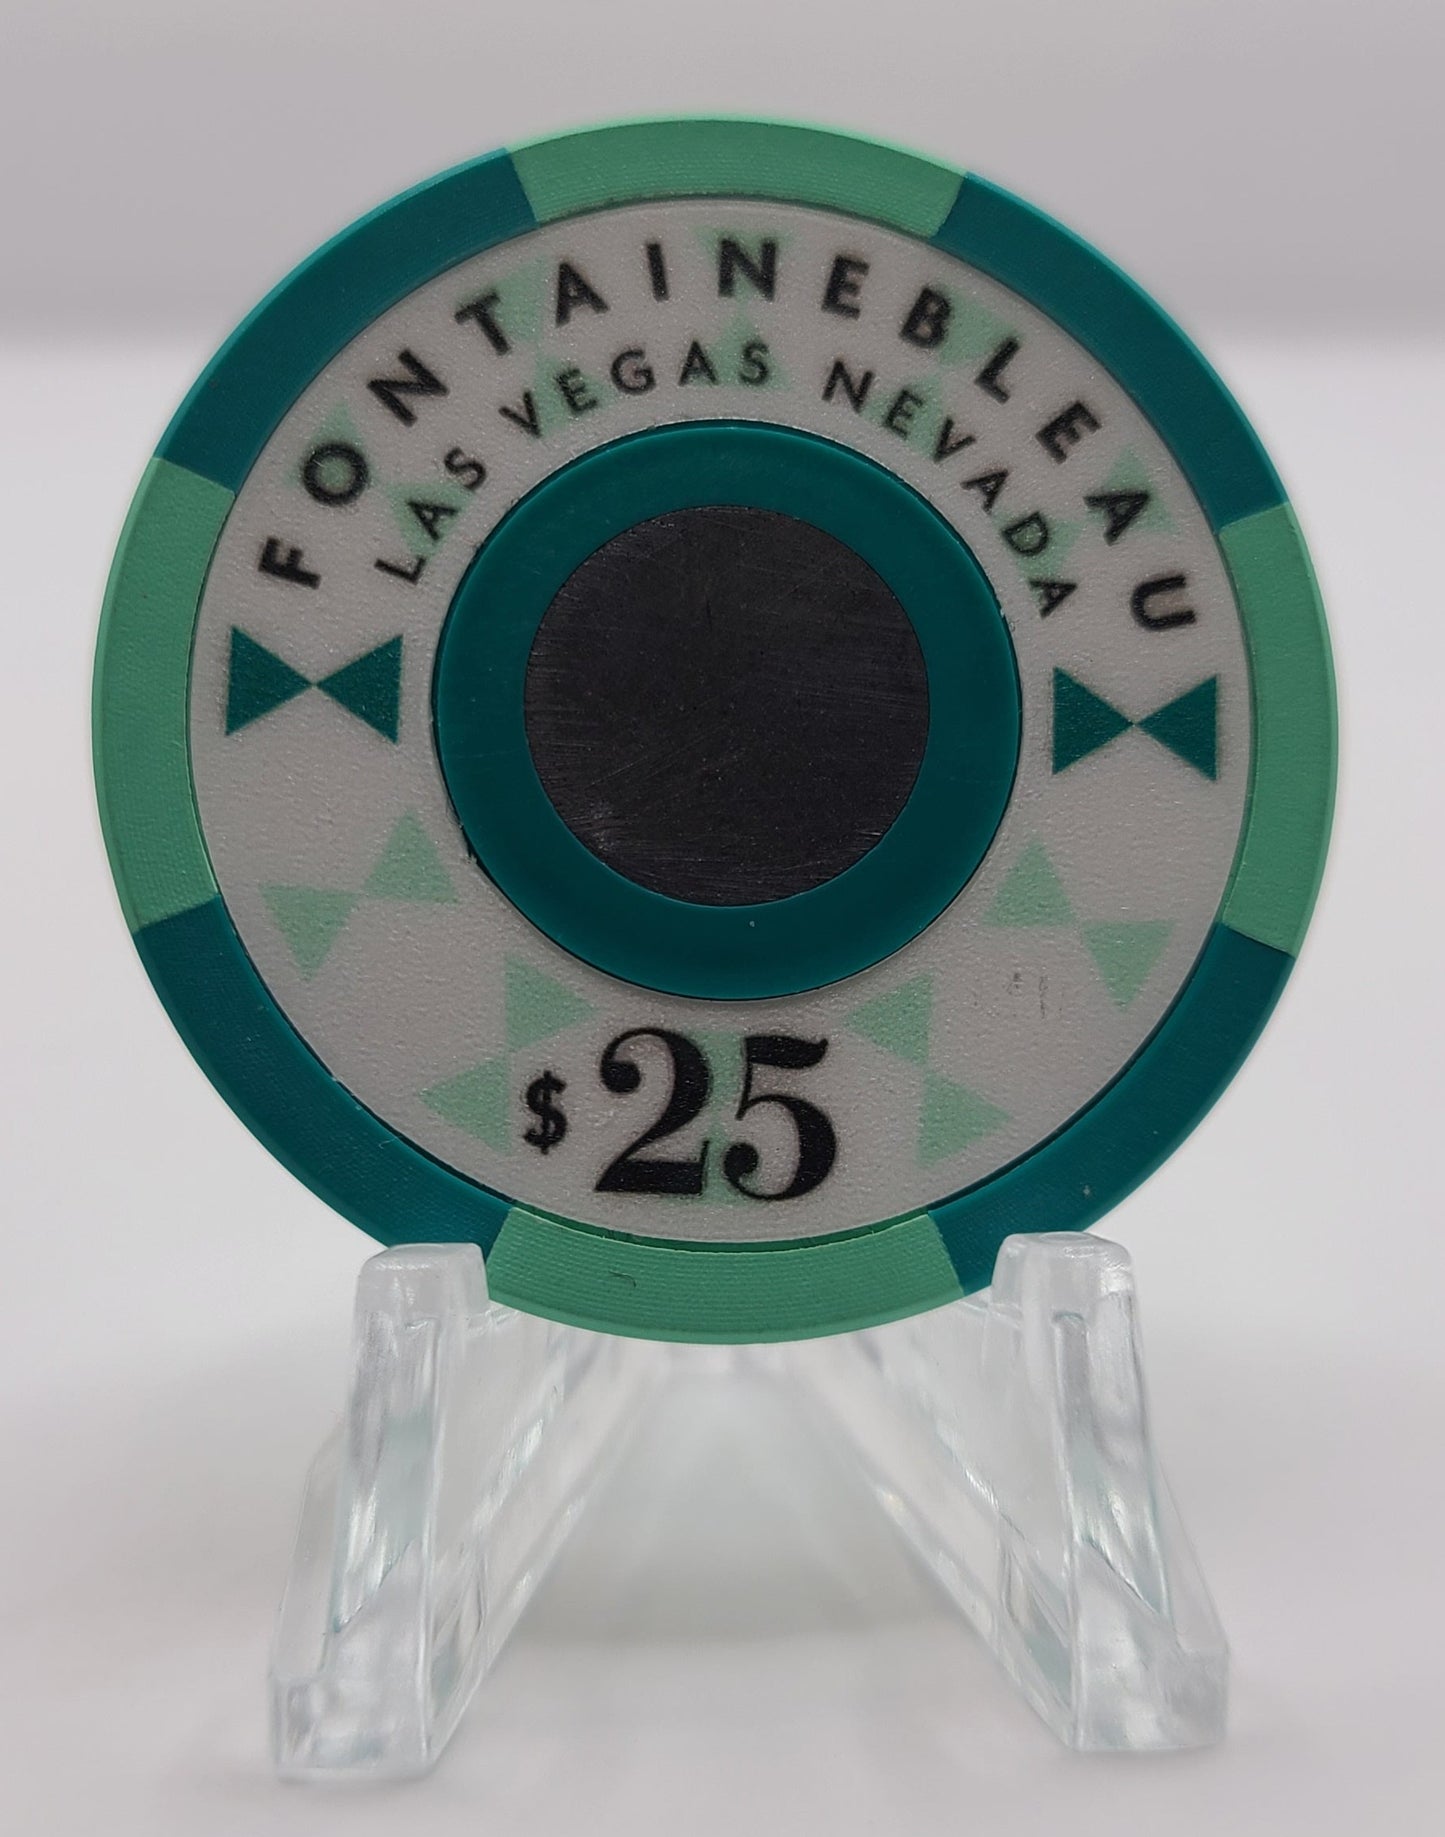 FONTAINEBLEAU
LAS VEGAS NEVADA
$25